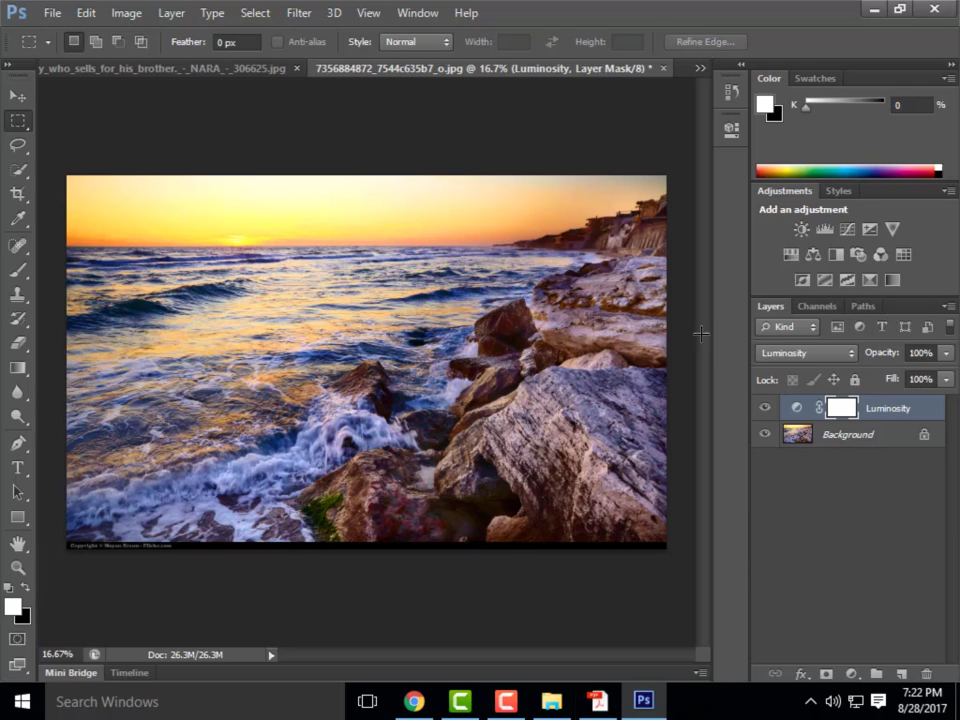 Ps File Edit Image Layer Type Select Filter 3D View Window Help
Feather: 0 px Anti-alias Style: Normal Width: Height: Refine Edge...
y_who_sells_for_his_brother._-_NARA_-_306625.jpg × 7356884872_7544c635b7_o.jpg @ 16.7% (Luminosity, Layer Mask/8) * ×
Color Swatches
K 0 %
Adjustments Styles
Add an adjustment
Layers Channels Paths
Kind
Luminosity Opacity: 100%
Lock: Fill: 100%
Luminosity
Background
16.67% Doc: 26.3M/26.3M
Mini Bridge Timeline
Search Windows
Ps
7:22 PM
8/28/2017